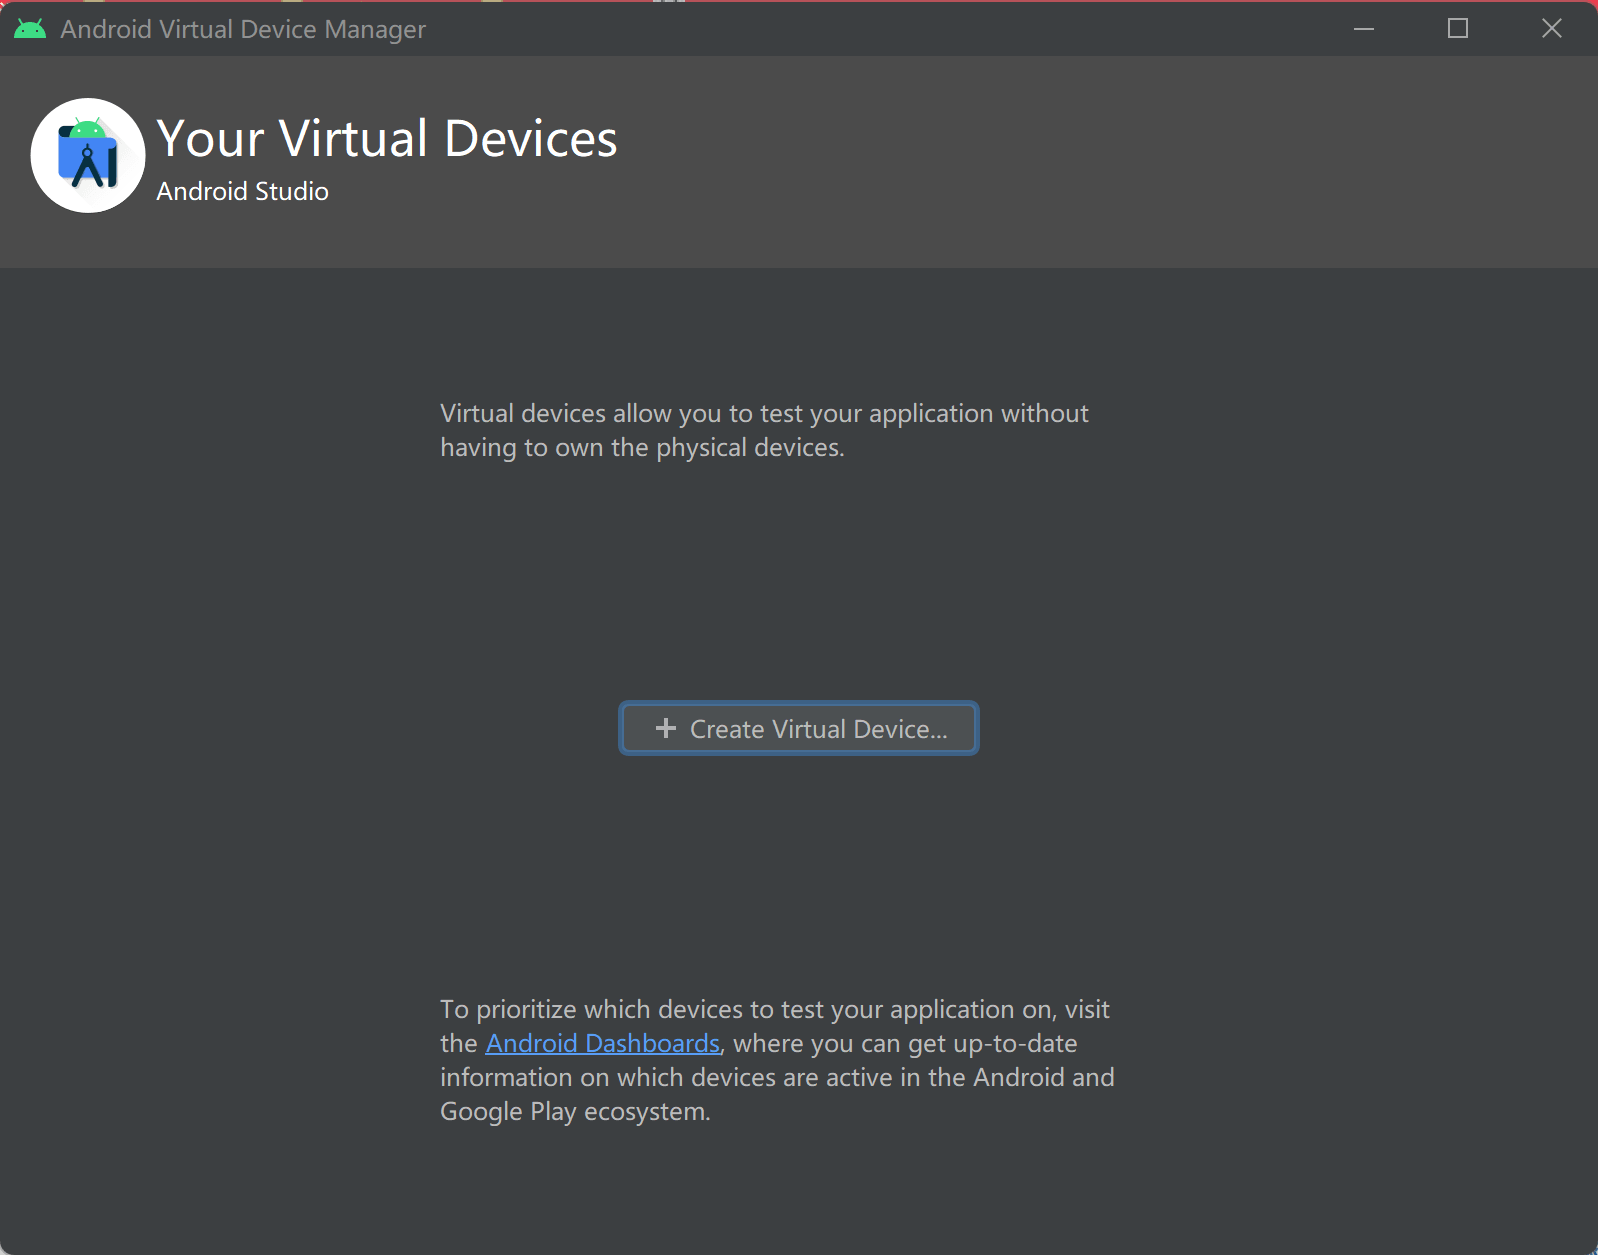 Android Virtual Device Manager
Your Virtual Devices
Android Studio
Virtual devices allow you to test your application without
having to own the physical devices.
Create Virtual Device...
To prioritize which devices to test your application on, visit
the Android Dashboards, where you can get up-to-date
information on which devices are active in the Android and
Google Play ecosystem.